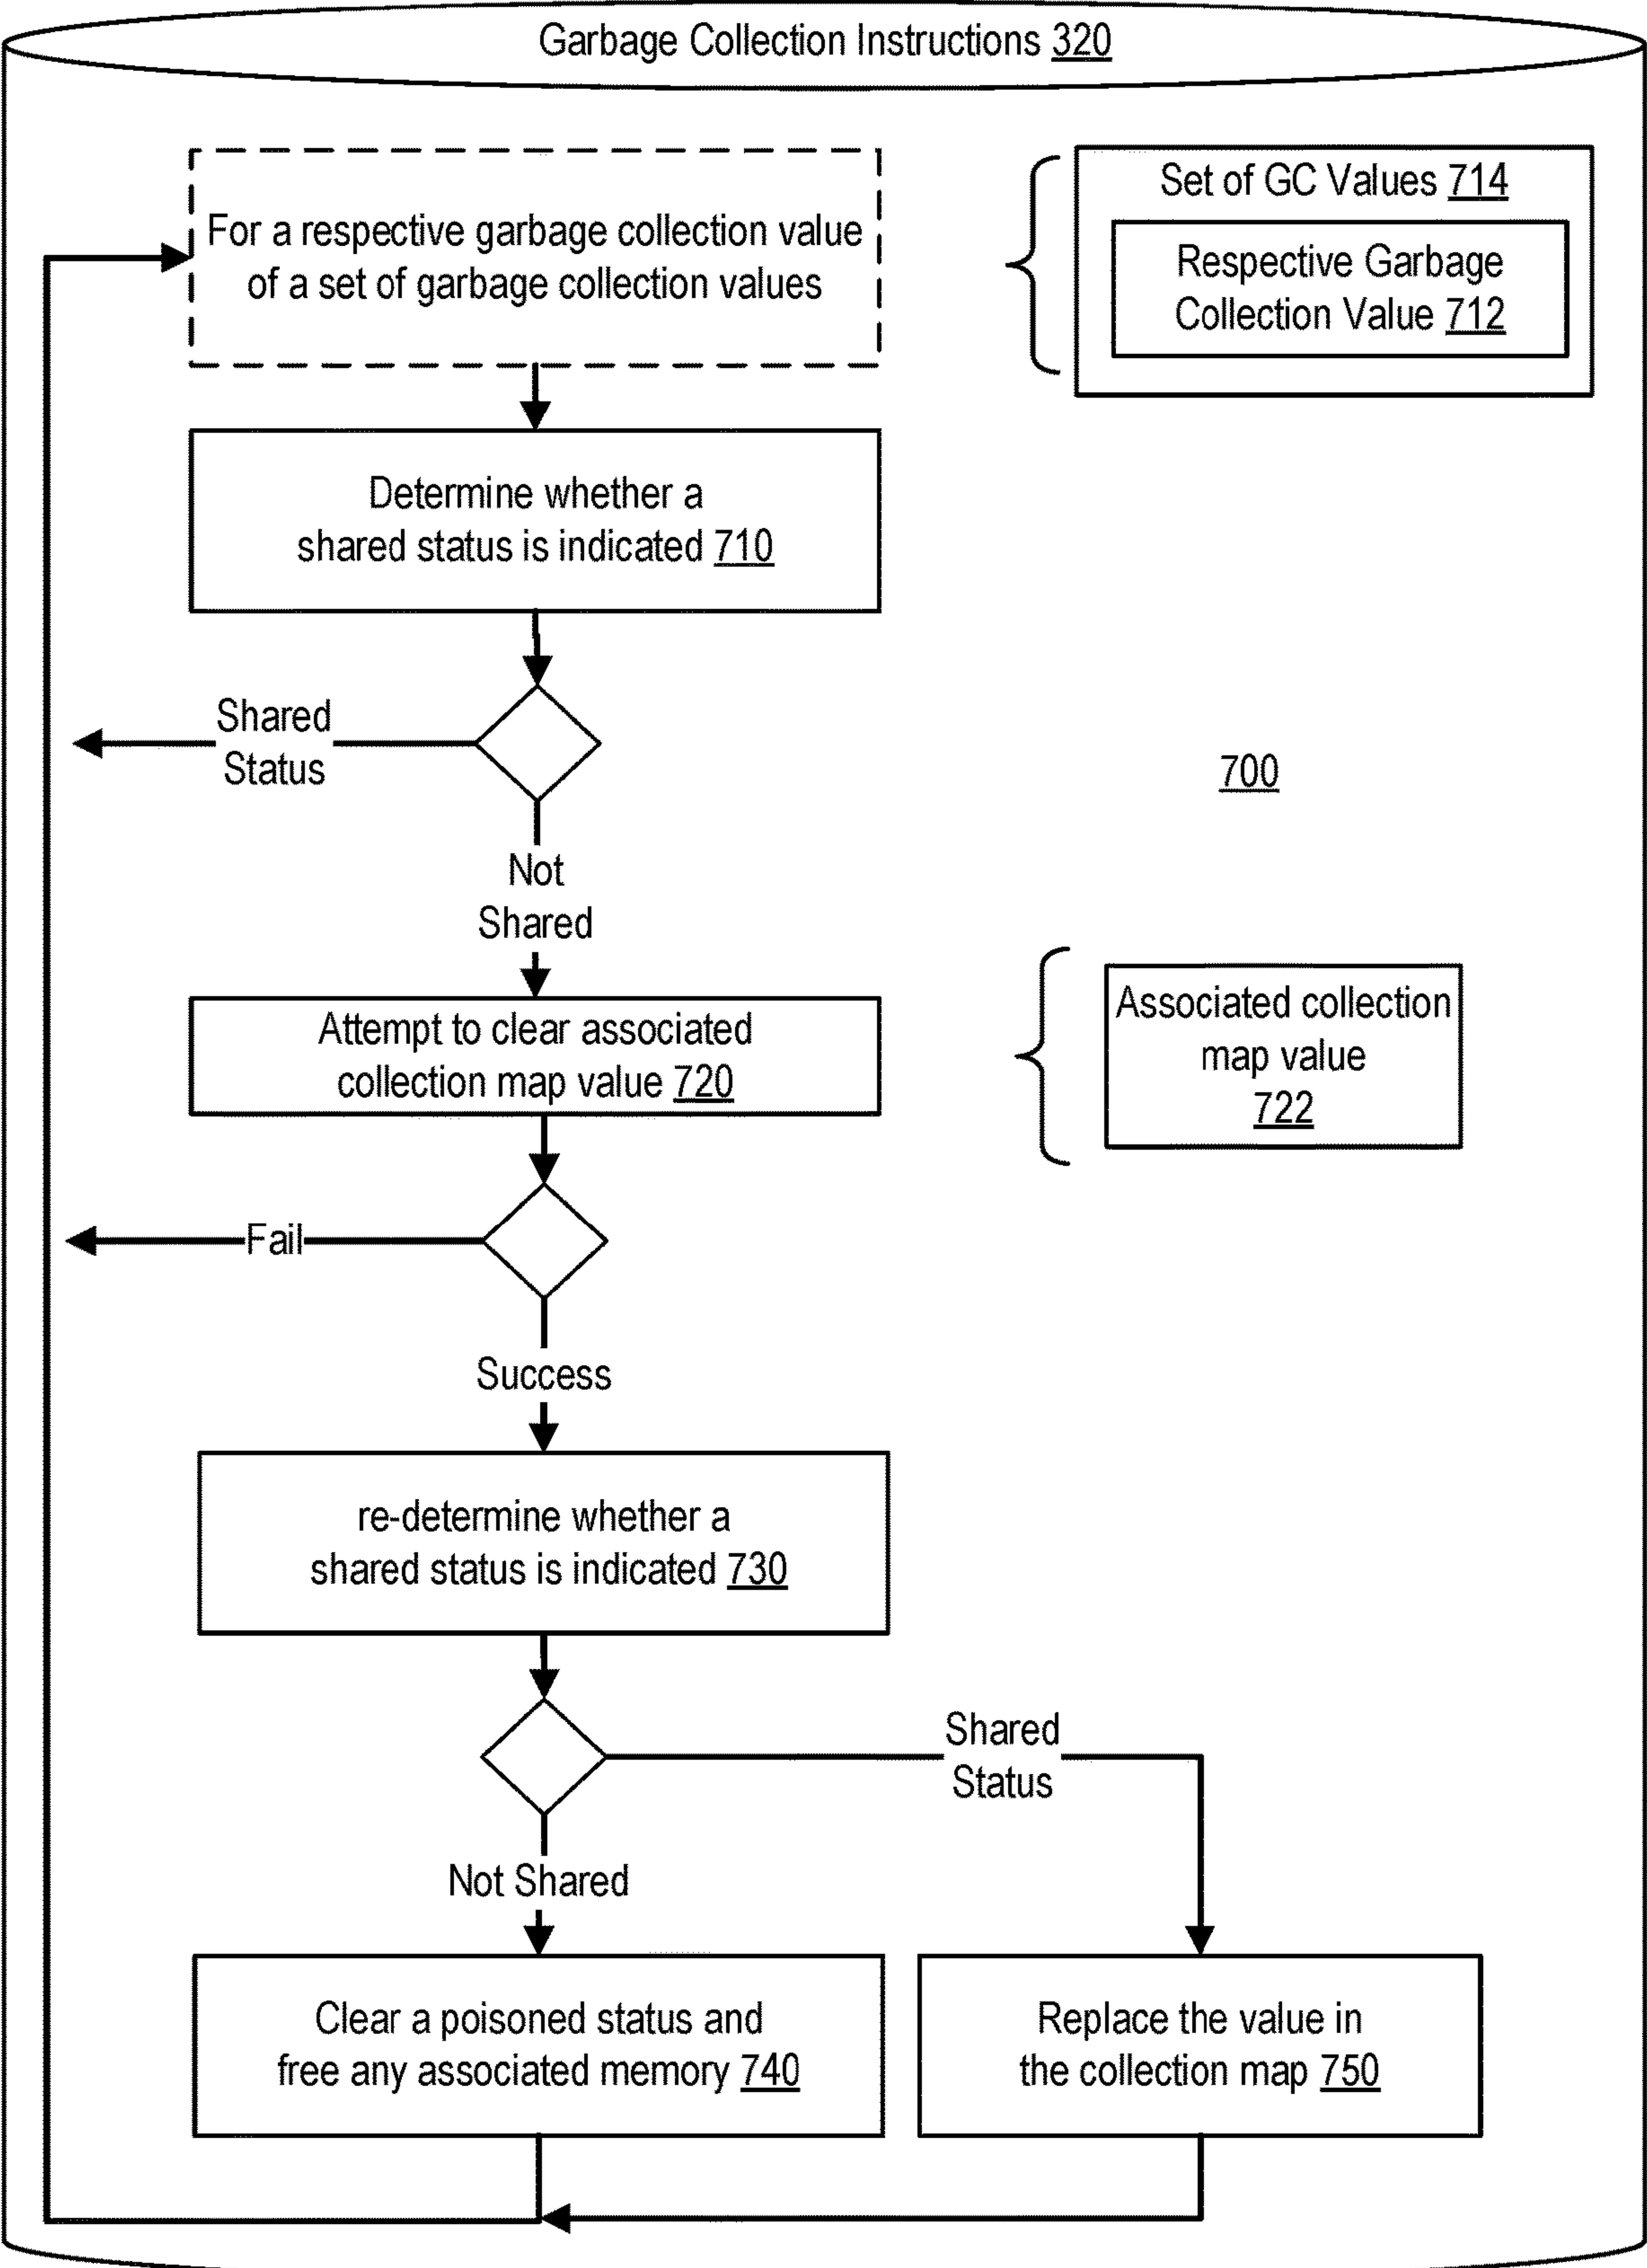 Garbage Collection Instructions 320
For a respective garbage collection value
of a set of garbage collection values
Set of GC Values 714
Respective Garbage
Collection Value 712
Determine whether a
shared status is indicated 710
Shared
Status
700
Not
Shared
Attempt to clear associated
collection map value 720
Associated collection
map value
722
Fail
Success
re-determine whether a
shared status is indicated 730
Shared
Status
Not Shared
Clear a poisoned status and
free any associated memory 740
Replace the value in
the collection map 750